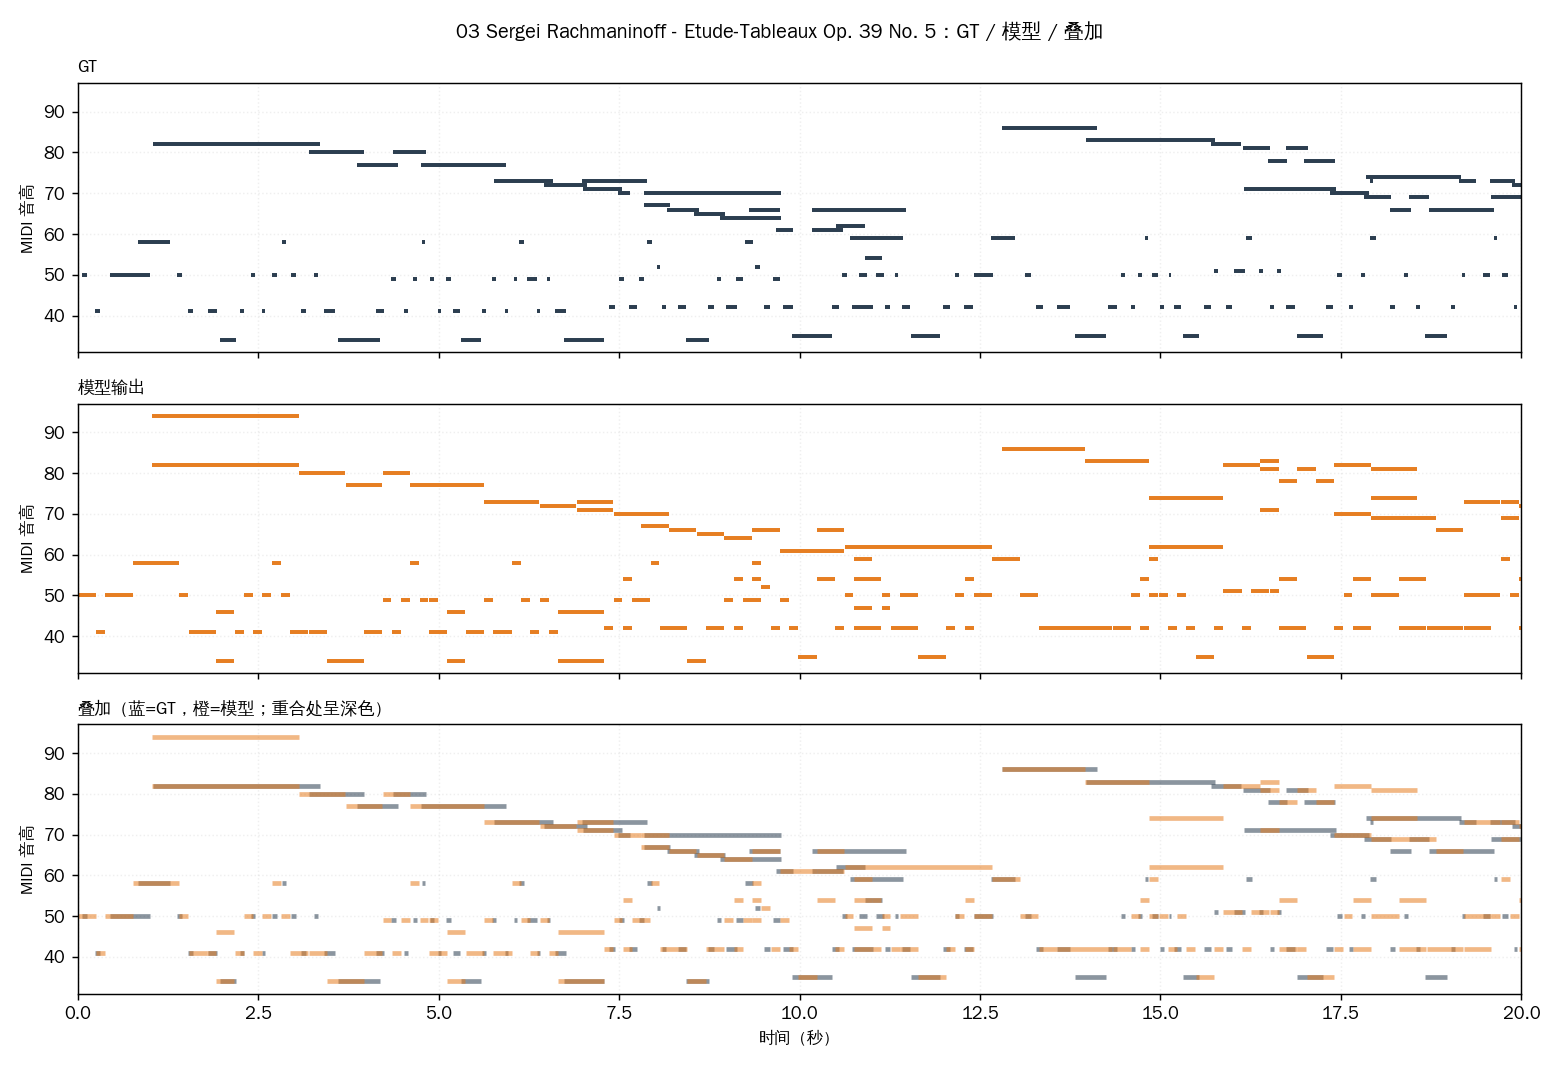 03 Sergei Rachmaninoff - Etude-Tableaux Op. 39 No. 5：GT / 模型 / 叠加
GT
90
80
70
60
50
40
MIDI 音高
模型输出
90
80
70
60
50
40
MIDI 音高
叠加（蓝=GT，橙=模型；重合处呈深色）
90
80
70
60
50
40
MIDI 音高
0.0 2.5 5.0 7.5 10.0 12.5 15.0 17.5 20.0
时间（秒）